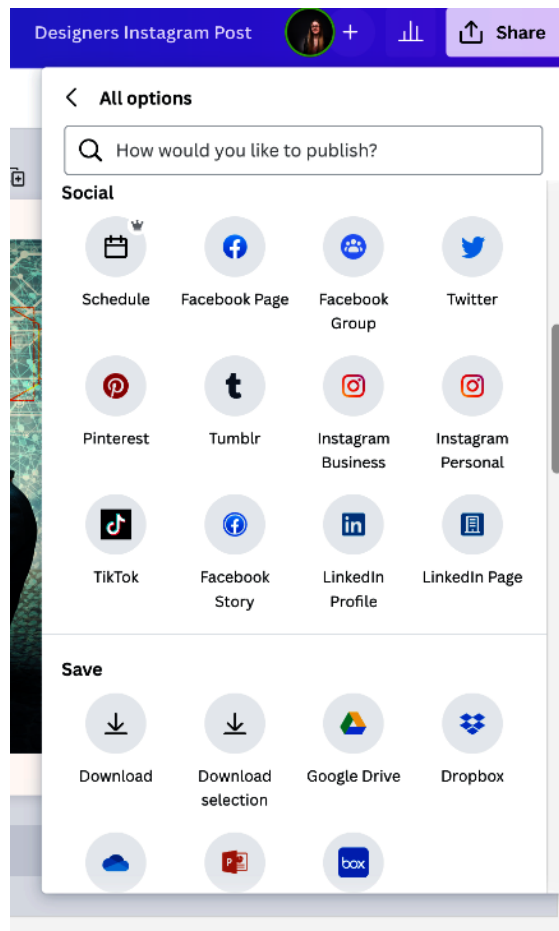 Designers Instagram Post
+
Share
All options
How would you like to publish?
Social
Schedule
Facebook Page
Facebook
Group
Twitter
Pinterest
Tumblr
Instagram
Business
Instagram
Personal
TikTok
Facebook
Story
LinkedIn
Profile
LinkedIn Page
Save
Download
Download
selection
Google Drive
Dropbox
box